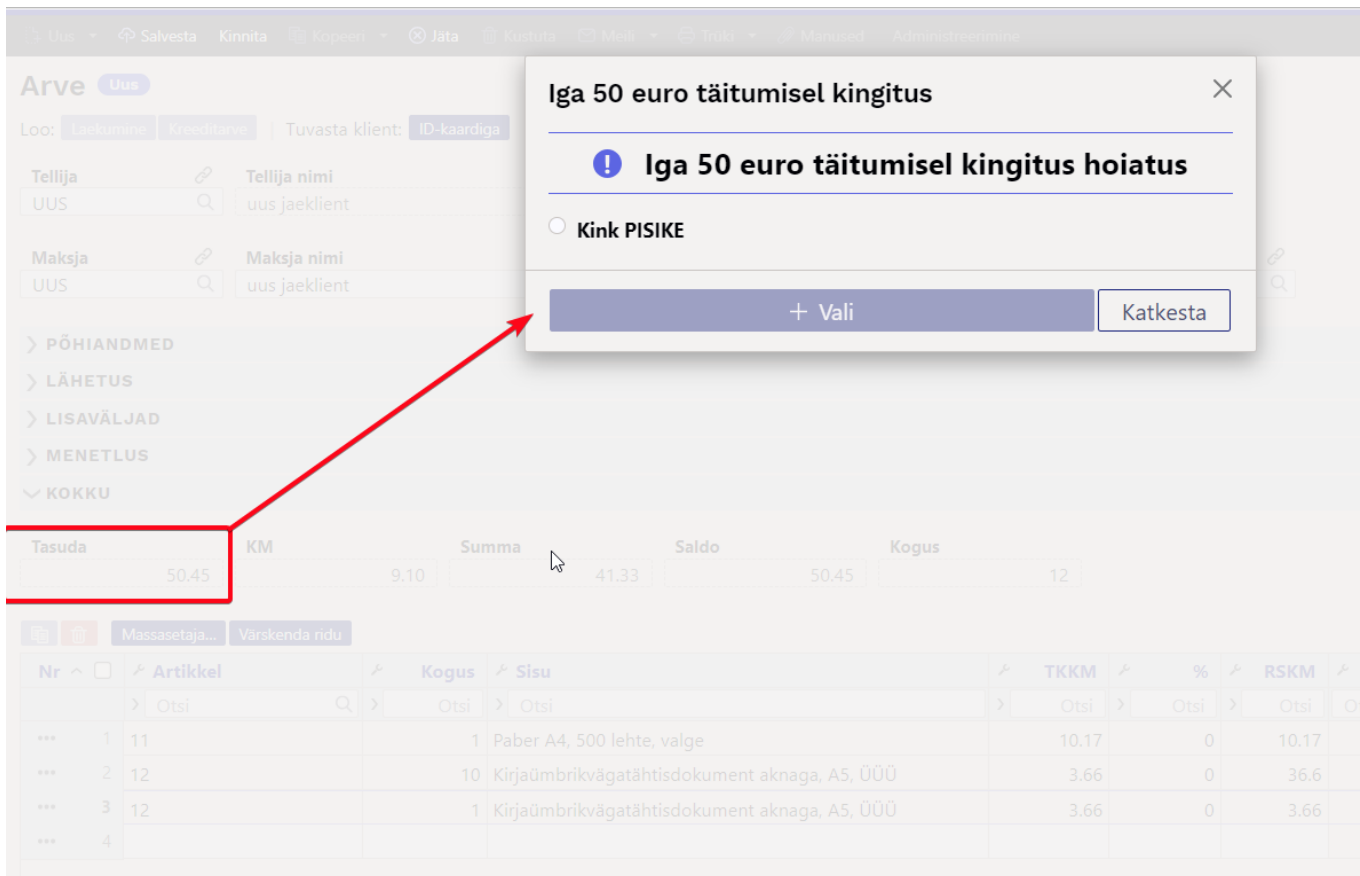 Uus Salvesta Kinnita Kopeeri Jäta Kustuta Meili Trüki Manused Administreerimine
Arve Uus
Loo: Laekumine Kreeditarve Tuvasta klient: ID-kaardiga
Iga 50 euro täitumisel kingitus
Iga 50 euro täitumisel kingitus hoiatus
Kink PISIKE
+ Vali Katkesta
Tellija Tellija nimi
UUS uus jaeklient
Maksja Maksja nimi
UUS uus jaeklient
PÕHIANDMED
LÄHETUS
LISAVÄLJAD
MENETLUS
KOKKU
Tasuda KM Summa Saldo Kogus
50.45 9.10 41.33 50.45 12
Massasetaja... Värskenda ridu
Nr Artikkel Kogus Sisu TKKM % RSKM
Otsi Otsi Otsi Otsi Otsi Otsi
1 11 1 Paber A4, 500 lehte, valge 10.17 0 10.17
2 12 10 Kirjaümbrikvägatähtisdokument aknaga, A5, ÜÜÜ 3.66 0 36.6
3 12 1 Kirjaümbrikvägatähtisdokument aknaga, A5, ÜÜÜ 3.66 0 3.66
4